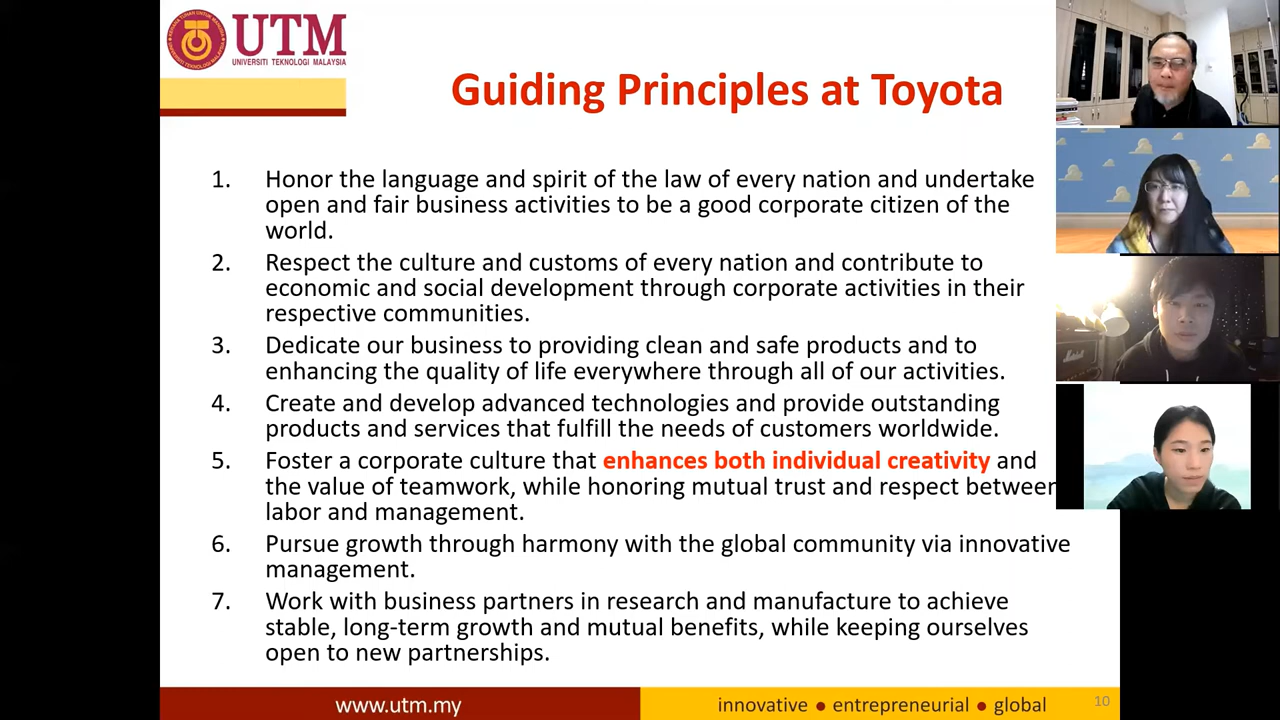 UTM
UNIVERSITI TEKNOLOGI MALAYSIA
Guiding Principles at Toyota
1. Honor the language and spirit of the law of every nation and undertake
open and fair business activities to be a good corporate citizen of the
world.
2. Respect the culture and customs of every nation and contribute to
economic and social development through corporate activities in their
respective communities.
3. Dedicate our business to providing clean and safe products and to
enhancing the quality of life everywhere through all of our activities.
4. Create and develop advanced technologies and provide outstanding
products and services that fulfill the needs of customers worldwide.
5. Foster a corporate culture that enhances both individual creativity and
the value of teamwork, while honoring mutual trust and respect between
labor and management.
6. Pursue growth through harmony with the global community via innovative
management.
7. Work with business partners in research and manufacture to achieve
stable, long-term growth and mutual benefits, while keeping ourselves
open to new partnerships.
www.utm.my
innovative ● entrepreneurial ● global
10